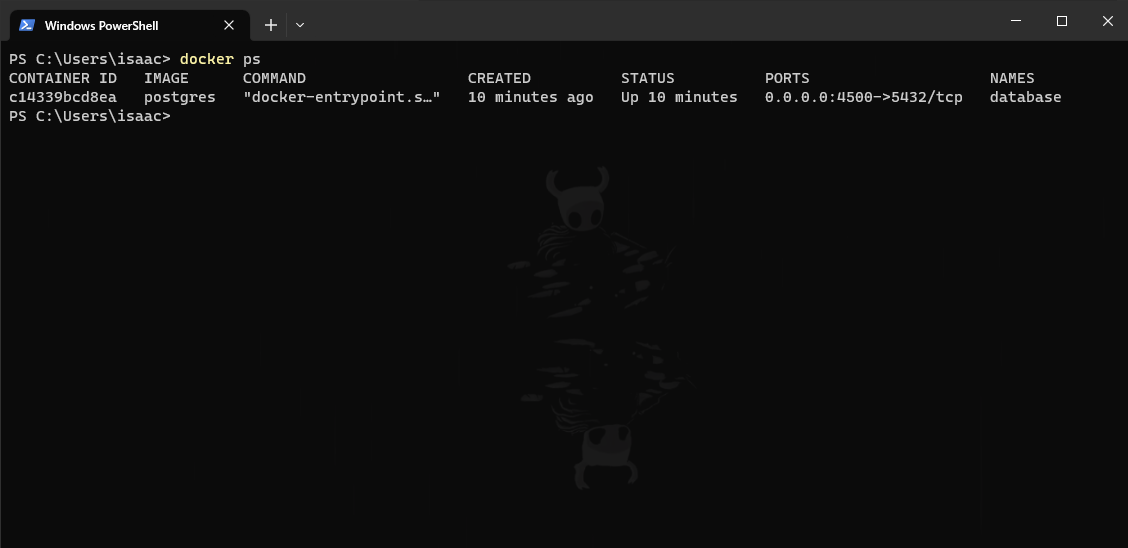 Windows PowerShell
PS C:\Users\isaac> docker ps
CONTAINER ID   IMAGE      COMMAND                  CREATED          STATUS          PORTS                    NAMES
c14339bcd8ea   postgres   "docker-entrypoint.s…"   10 minutes ago   Up 10 minutes   0.0.0.0:4500->5432/tcp   database
PS C:\Users\isaac>